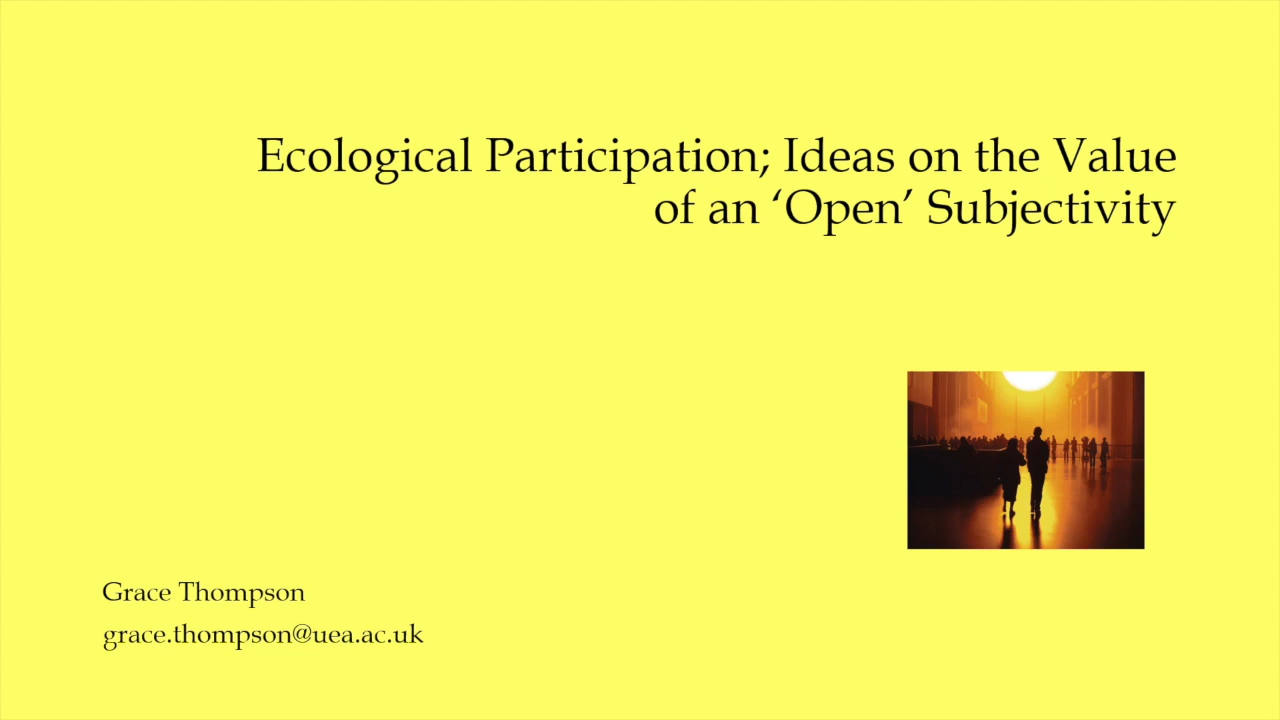 Ecological Participation; Ideas on the Value
of an ‘Open’ Subjectivity
Grace Thompson
grace.thompson@uea.ac.uk